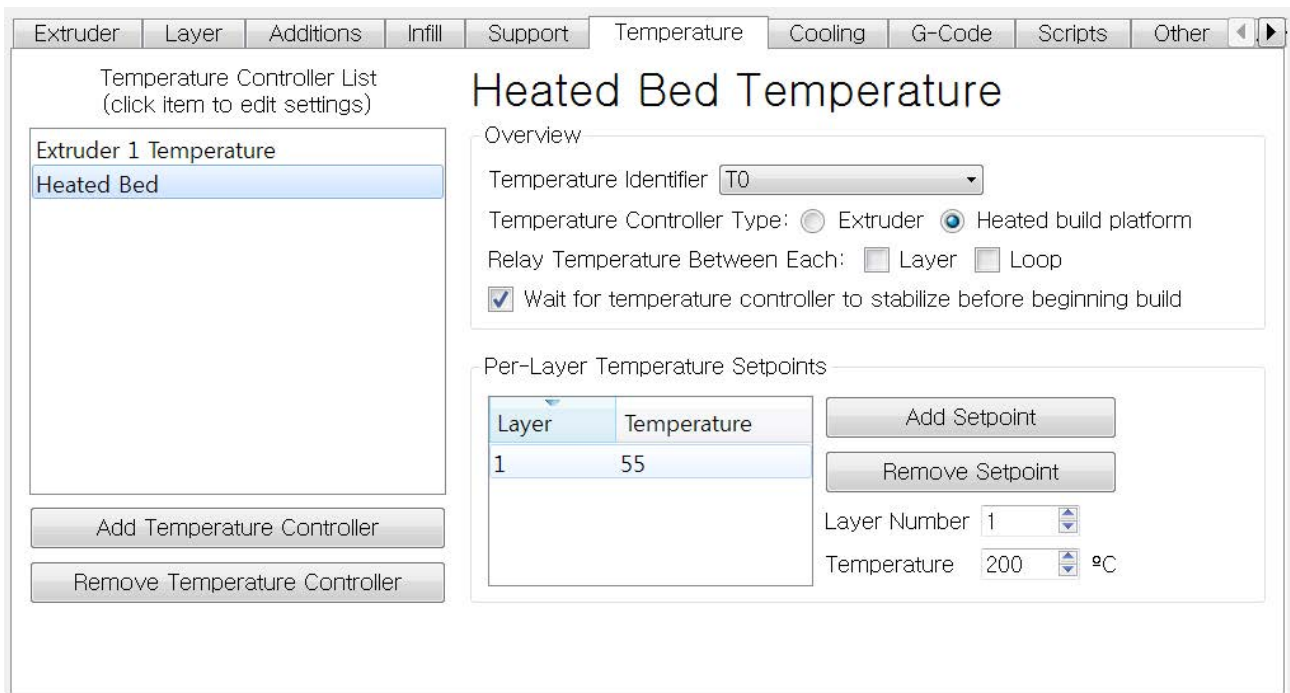 Extruder Layer Additions Infill Support Temperature Cooling G-Code Scripts Other
Temperature Controller List
(click item to edit settings)
Extruder 1 Temperature
Heated Bed
Add Temperature Controller
Remove Temperature Controller
Heated Bed Temperature
Overview
Temperature Identifier T0
Temperature Controller Type: Extruder Heated build platform
Relay Temperature Between Each: Layer Loop
Wait for temperature controller to stabilize before beginning build
Per-Layer Temperature Setpoints
Layer Temperature
1 55
Add Setpoint
Remove Setpoint
Layer Number 1
Temperature 200 ºC